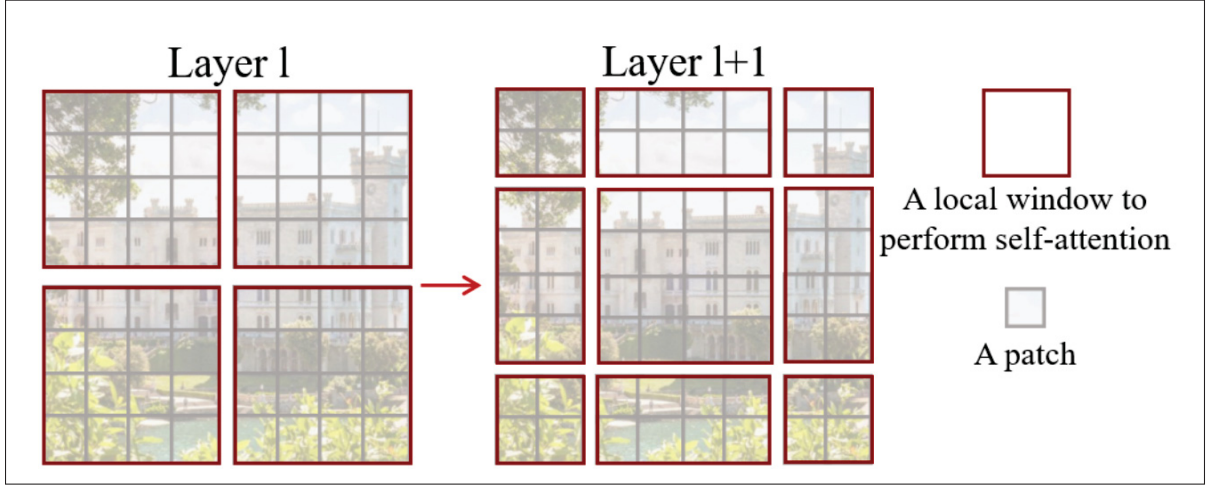 Layer l
Layer l+1
A local window to
perform self-attention
A patch